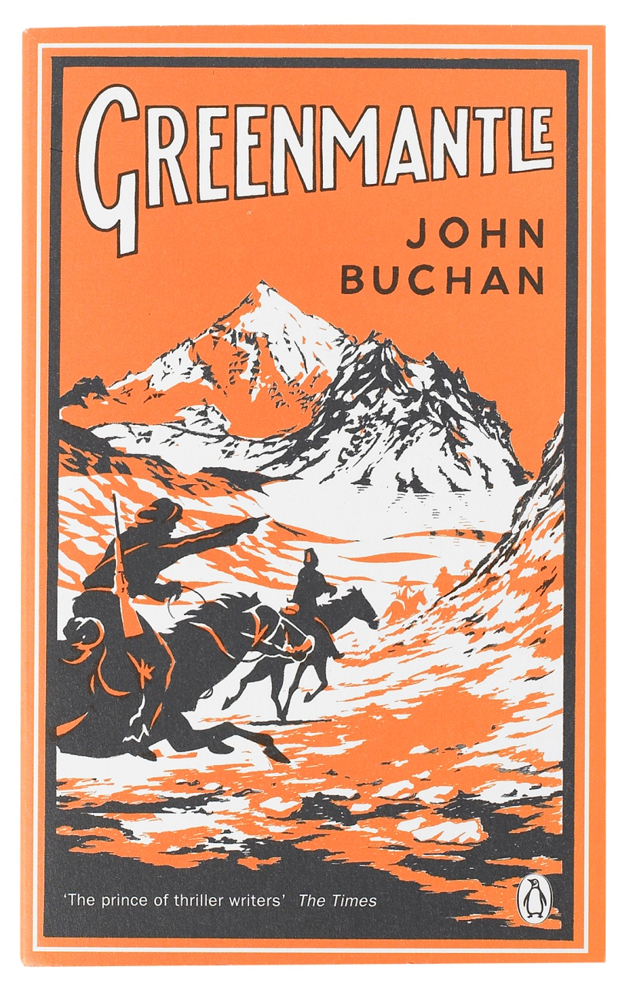 GREENMANTLE
JOHN
BUCHAN
‘The prince of thriller writers’ The Times